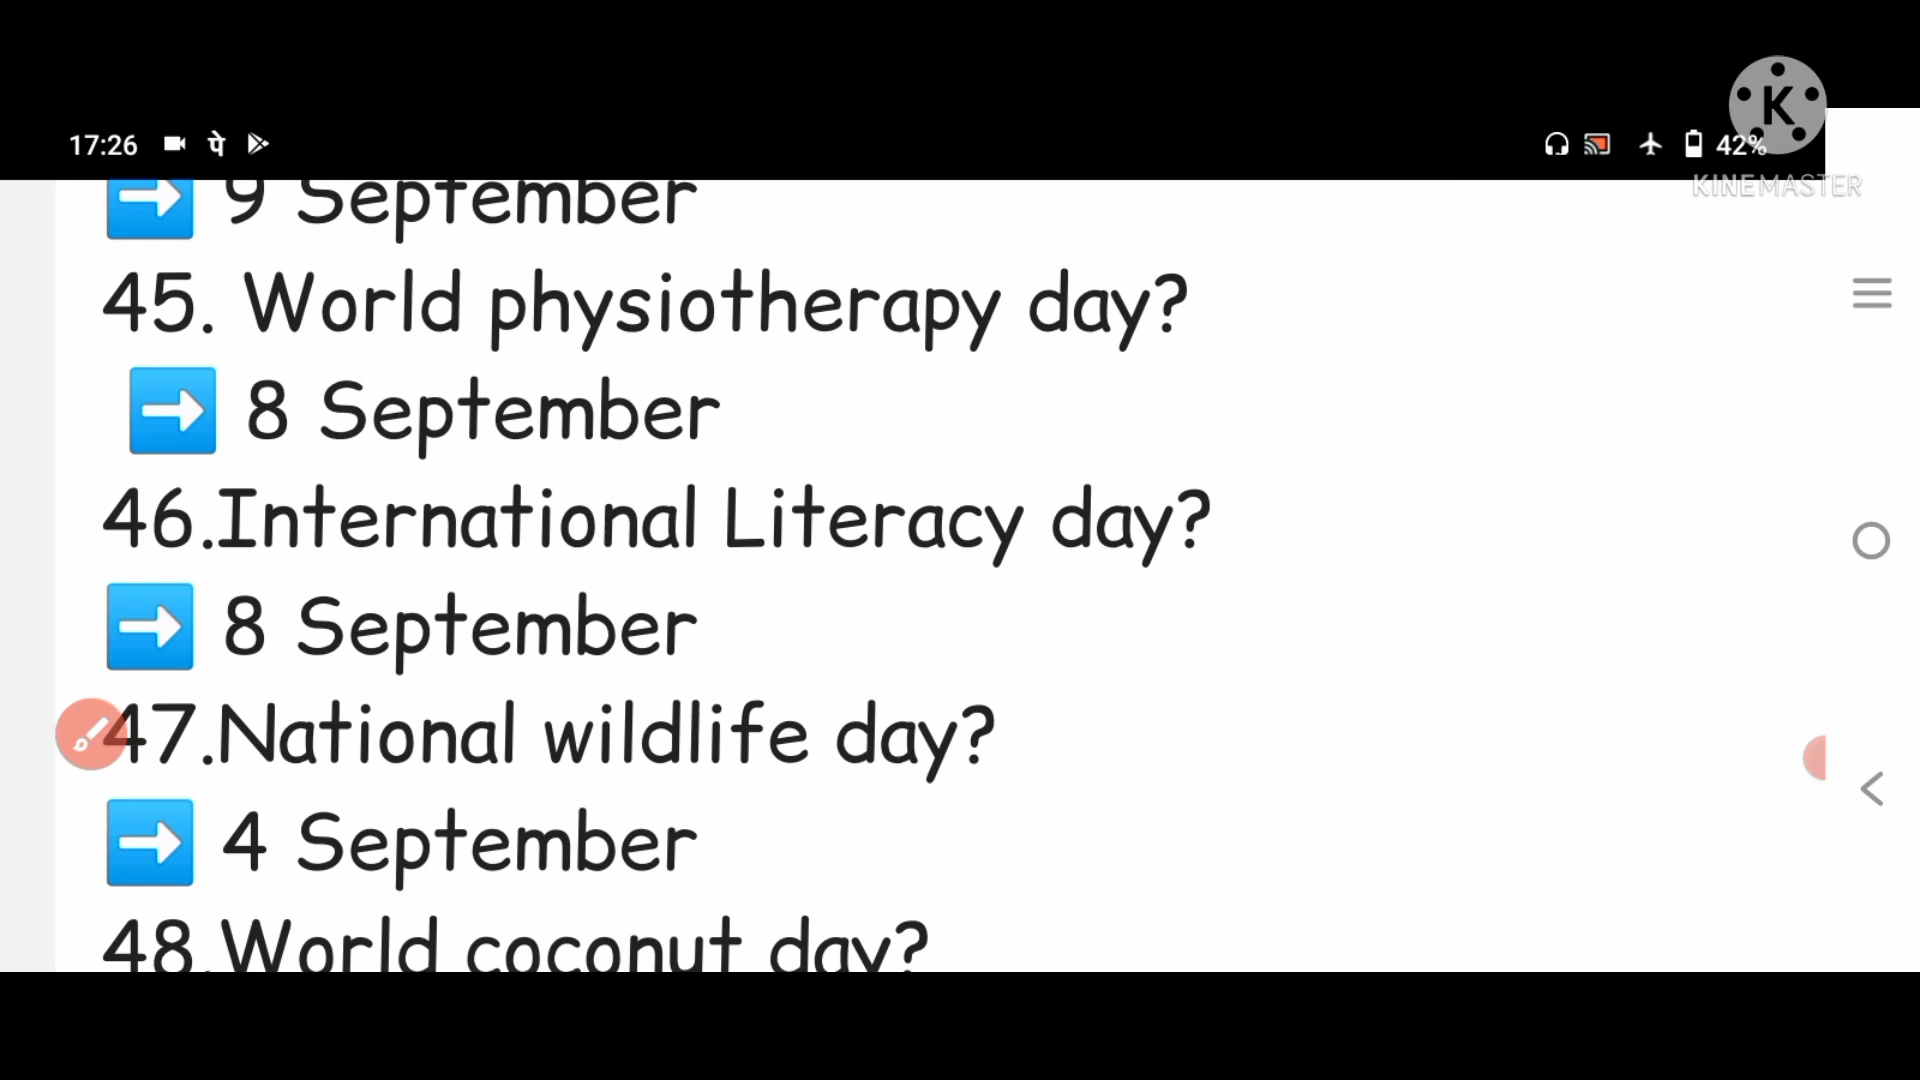 17:26 पे 42%
K
KINEMASTER
9 September
45. World physiotherapy day?
8 September
46.International Literacy day?
8 September
47.National wildlife day?
4 September
48.World coconut day?